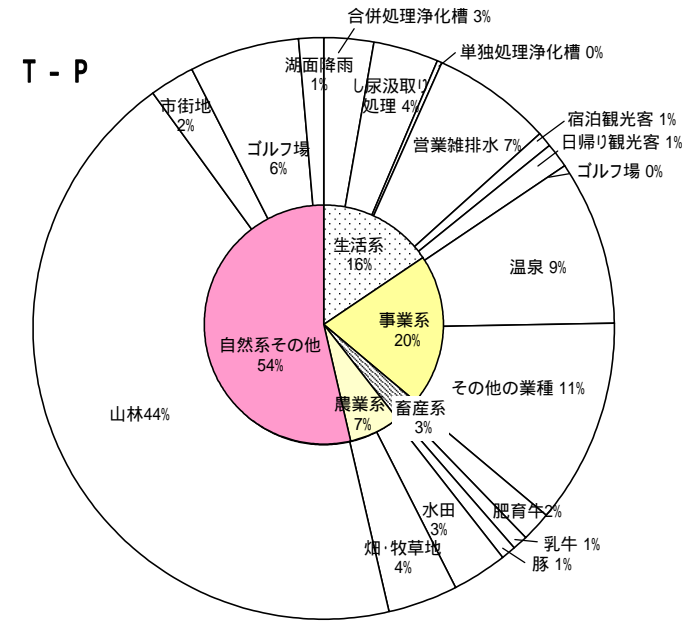 T - P
合併処理浄化槽 3%
単独処理浄化槽 0%
湖面降雨
1%
し尿汲取り
処理 4%
営業雑排水 7%
宿泊観光客 1%
日帰り観光客 1%
ゴルフ場 0%
市街地
2%
ゴルフ場
6%
生活系
16%
温泉 9%
事業系
20%
自然系その他
54%
その他の業種 11%
農業系
7%
畜産系
3%
山林44%
水田
3%
肥育牛2%
乳牛 1%
豚 1%
畑・牧草地
4%